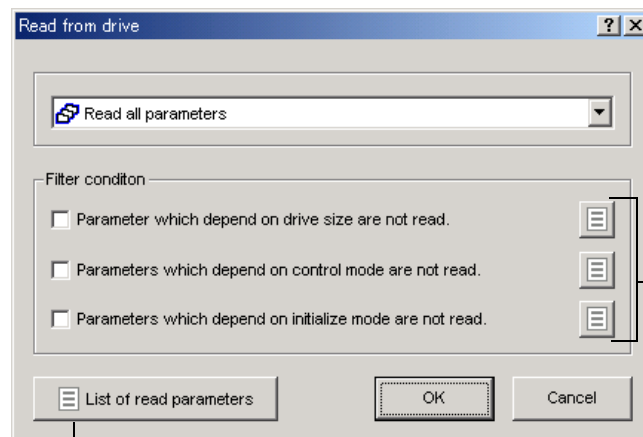 Read from drive
Read all parameters
Filter conditon
Parameter which depend on drive size are not read.
Parameters which depend on control mode are not read.
Parameters which depend on initialize mode are not read.
List of read parameters
OK
Cancel